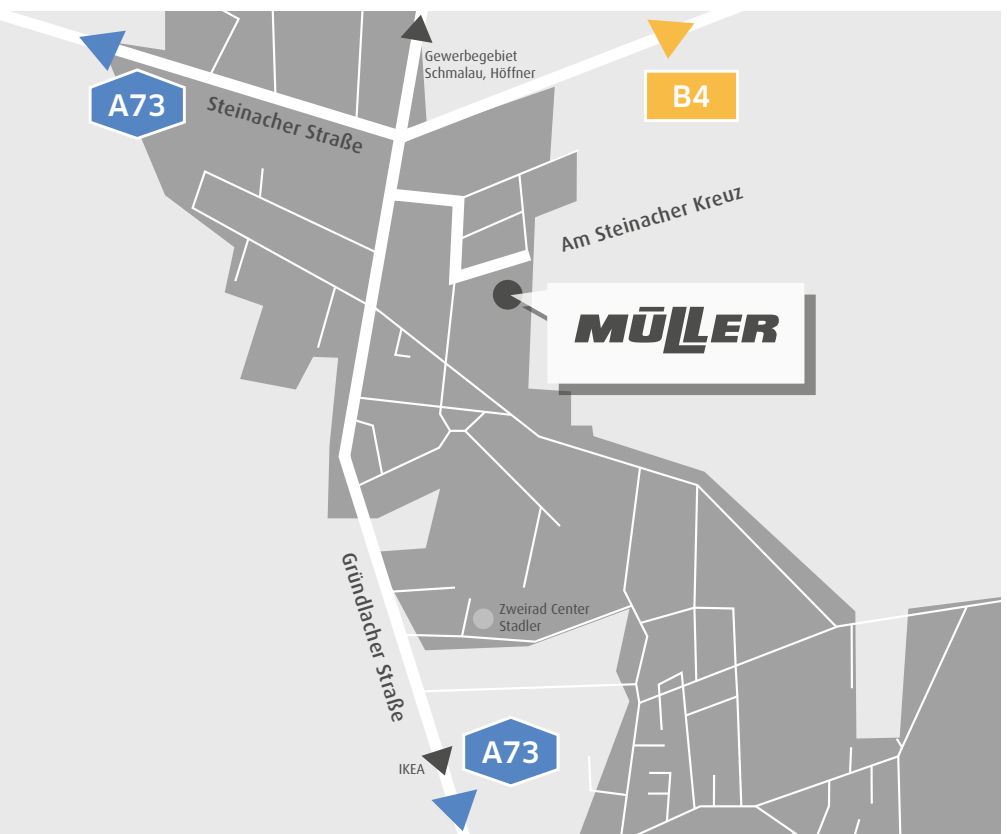 Gewerbegebiet
Schmalau, Höffner
A73
B4
Steinacher Straße
Am Steinacher Kreuz
MÜLLER
Zweirad Center
Stadler
Gründlacher Straße
A73
IKEA